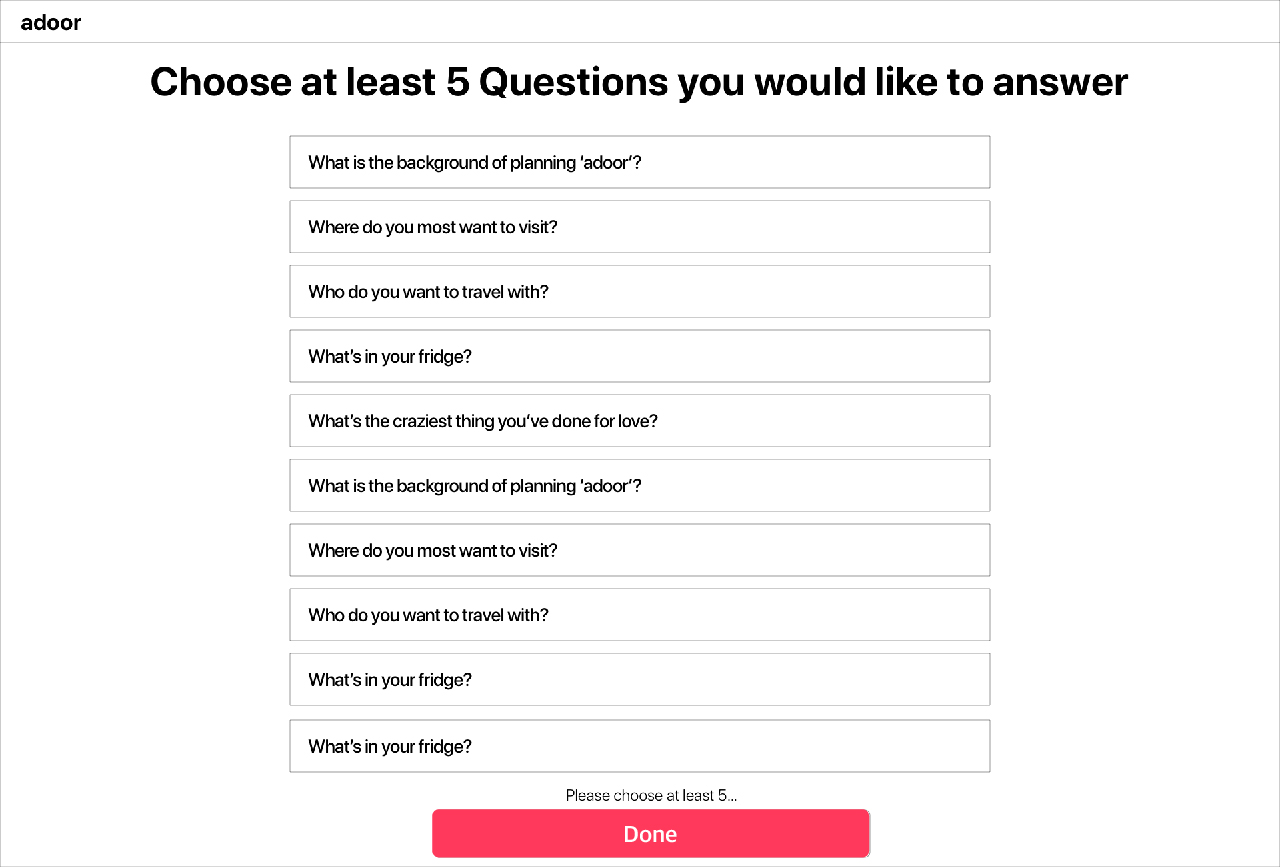 adoor
Choose at least 5 Questions you would like to answer
What is the background of planning ‘adoor‘?
Where do you most want to visit?
Who do you want to travel with?
What’s in your fridge?
What’s the craziest thing you‘ve done for love?
What is the background of planning ‘adoor‘?
Where do you most want to visit?
Who do you want to travel with?
What’s in your fridge?
What’s in your fridge?
Please choose at least 5...
Done